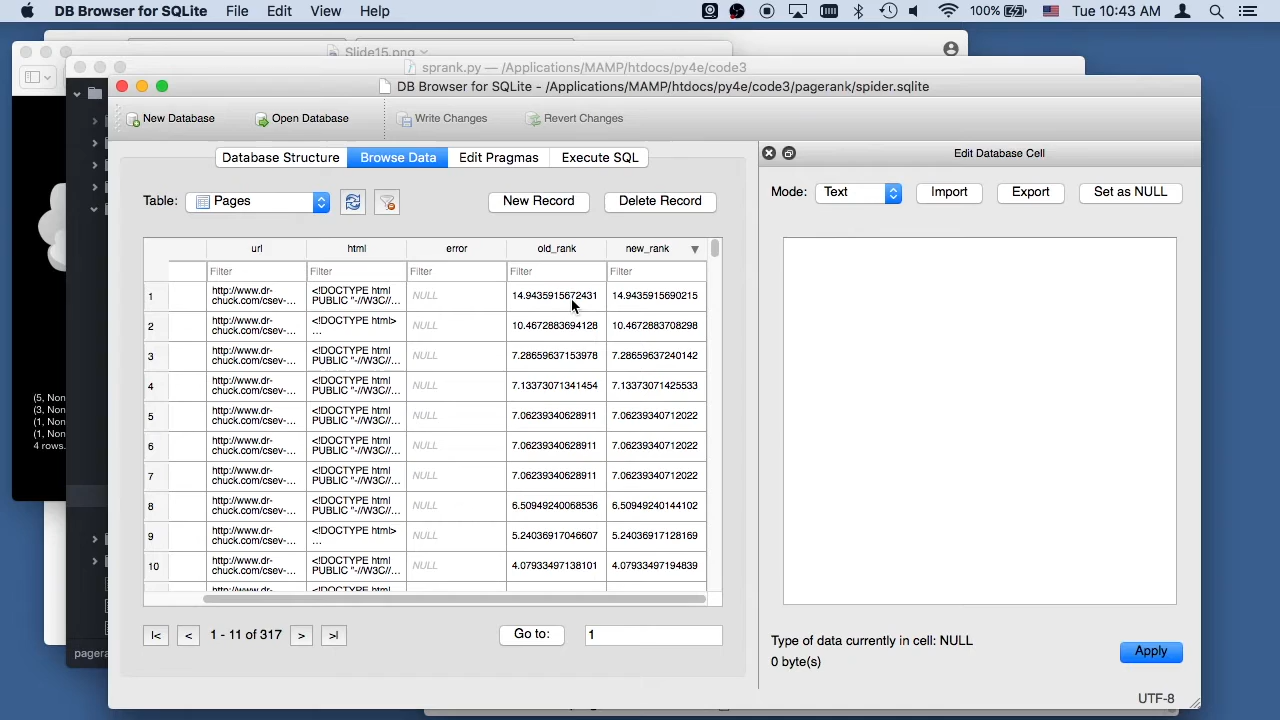 DB Browser for SQLite File Edit View Help 100% Tue 10:43 AM
Slide15.png
sprank.py — /Applications/MAMP/htdocs/py4e/code3
DB Browser for SQLite - /Applications/MAMP/htdocs/py4e/code3/pagerank/spider.sqlite
New Database Open Database Write Changes Revert Changes
Database Structure Browse Data Edit Pragmas Execute SQL
Table: Pages New Record Delete Record
url html error old_rank new_rank
Filter Filter Filter Filter Filter
1 http://www.dr-chuck.com/csev-... <!DOCTYPE html PUBLIC "-//W3C//... NULL 14.9435915672431 14.9435915690215
2 http://www.dr-chuck.com/csev-... <!DOCTYPE html> ... NULL 10.4672883694128 10.4672883708298
3 http://www.dr-chuck.com/csev-... <!DOCTYPE html PUBLIC "-//W3C//... NULL 7.28659637153978 7.28659637240142
4 http://www.dr-chuck.com/csev-... <!DOCTYPE html PUBLIC "-//W3C//... NULL 7.13373071341454 7.13373071425533
5 http://www.dr-chuck.com/csev-... <!DOCTYPE html PUBLIC "-//W3C//... NULL 7.06239340628911 7.06239340712022
6 http://www.dr-chuck.com/csev-... <!DOCTYPE html PUBLIC "-//W3C//... NULL 7.06239340628911 7.06239340712022
7 http://www.dr-chuck.com/csev-... <!DOCTYPE html PUBLIC "-//W3C//... NULL 7.06239340628911 7.06239340712022
8 http://www.dr-chuck.com/csev-... <!DOCTYPE html PUBLIC "-//W3C//... NULL 6.50949240068536 6.50949240144102
9 http://www.dr-chuck.com/csev-... <!DOCTYPE html> ... NULL 5.24036917046607 5.24036917128169
10 http://www.dr-chuck.com/csev-... <!DOCTYPE html PUBLIC "-//W3C//... NULL 4.07933497138101 4.07933497194839
|< < 1 - 11 of 317 > >| Go to: 1
Edit Database Cell
Mode: Text Import Export Set as NULL
Type of data currently in cell: NULL
0 byte(s)
Apply
UTF-8
(5, Non
(3, Non
(1, Non
(1, Non
4 rows.
pagera